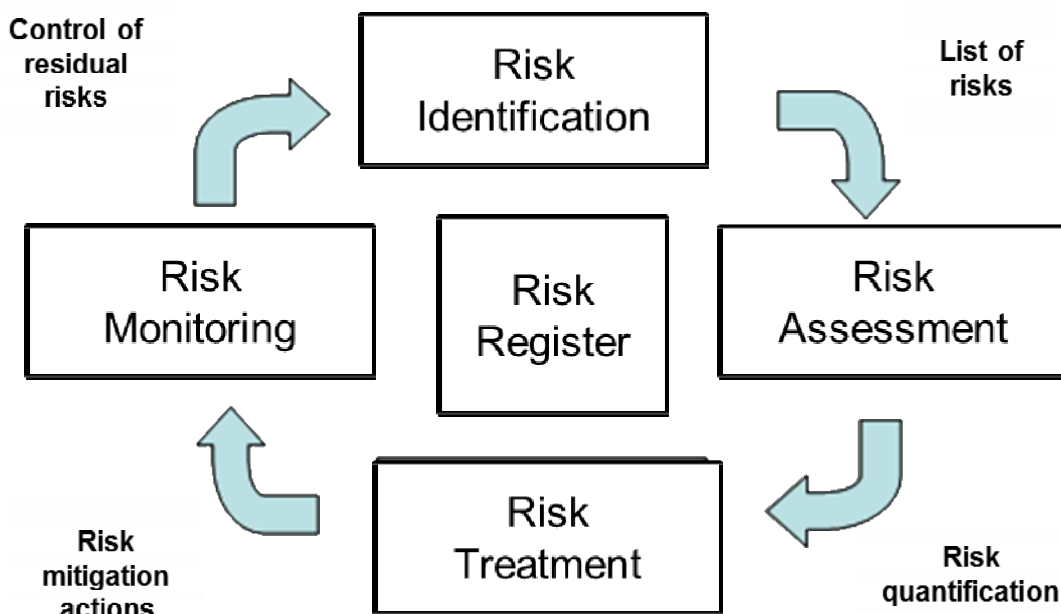 Control of
residual
risks
Risk
Identification
List of
risks
Risk
Monitoring
Risk
Register
Risk
Assessment
Risk
mitigation
actions
Risk
Treatment
Risk
quantification